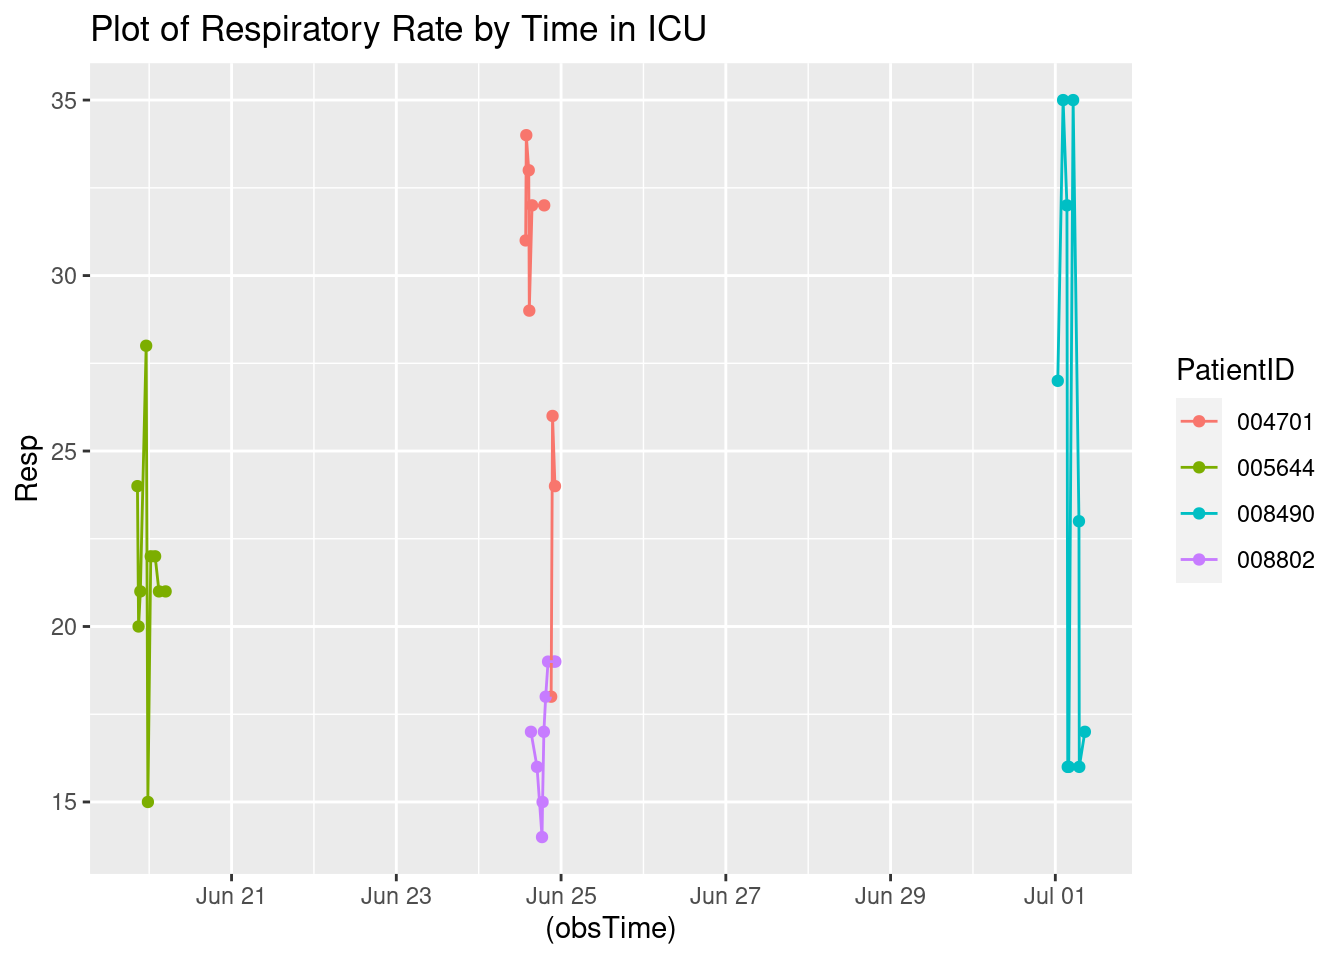 Plot of Respiratory Rate by Time in ICU
35
30
25
20
15
Resp
Jun 21 Jun 23 Jun 25 Jun 27 Jun 29 Jul 01
(obsTime)
PatientID
004701
005644
008490
008802